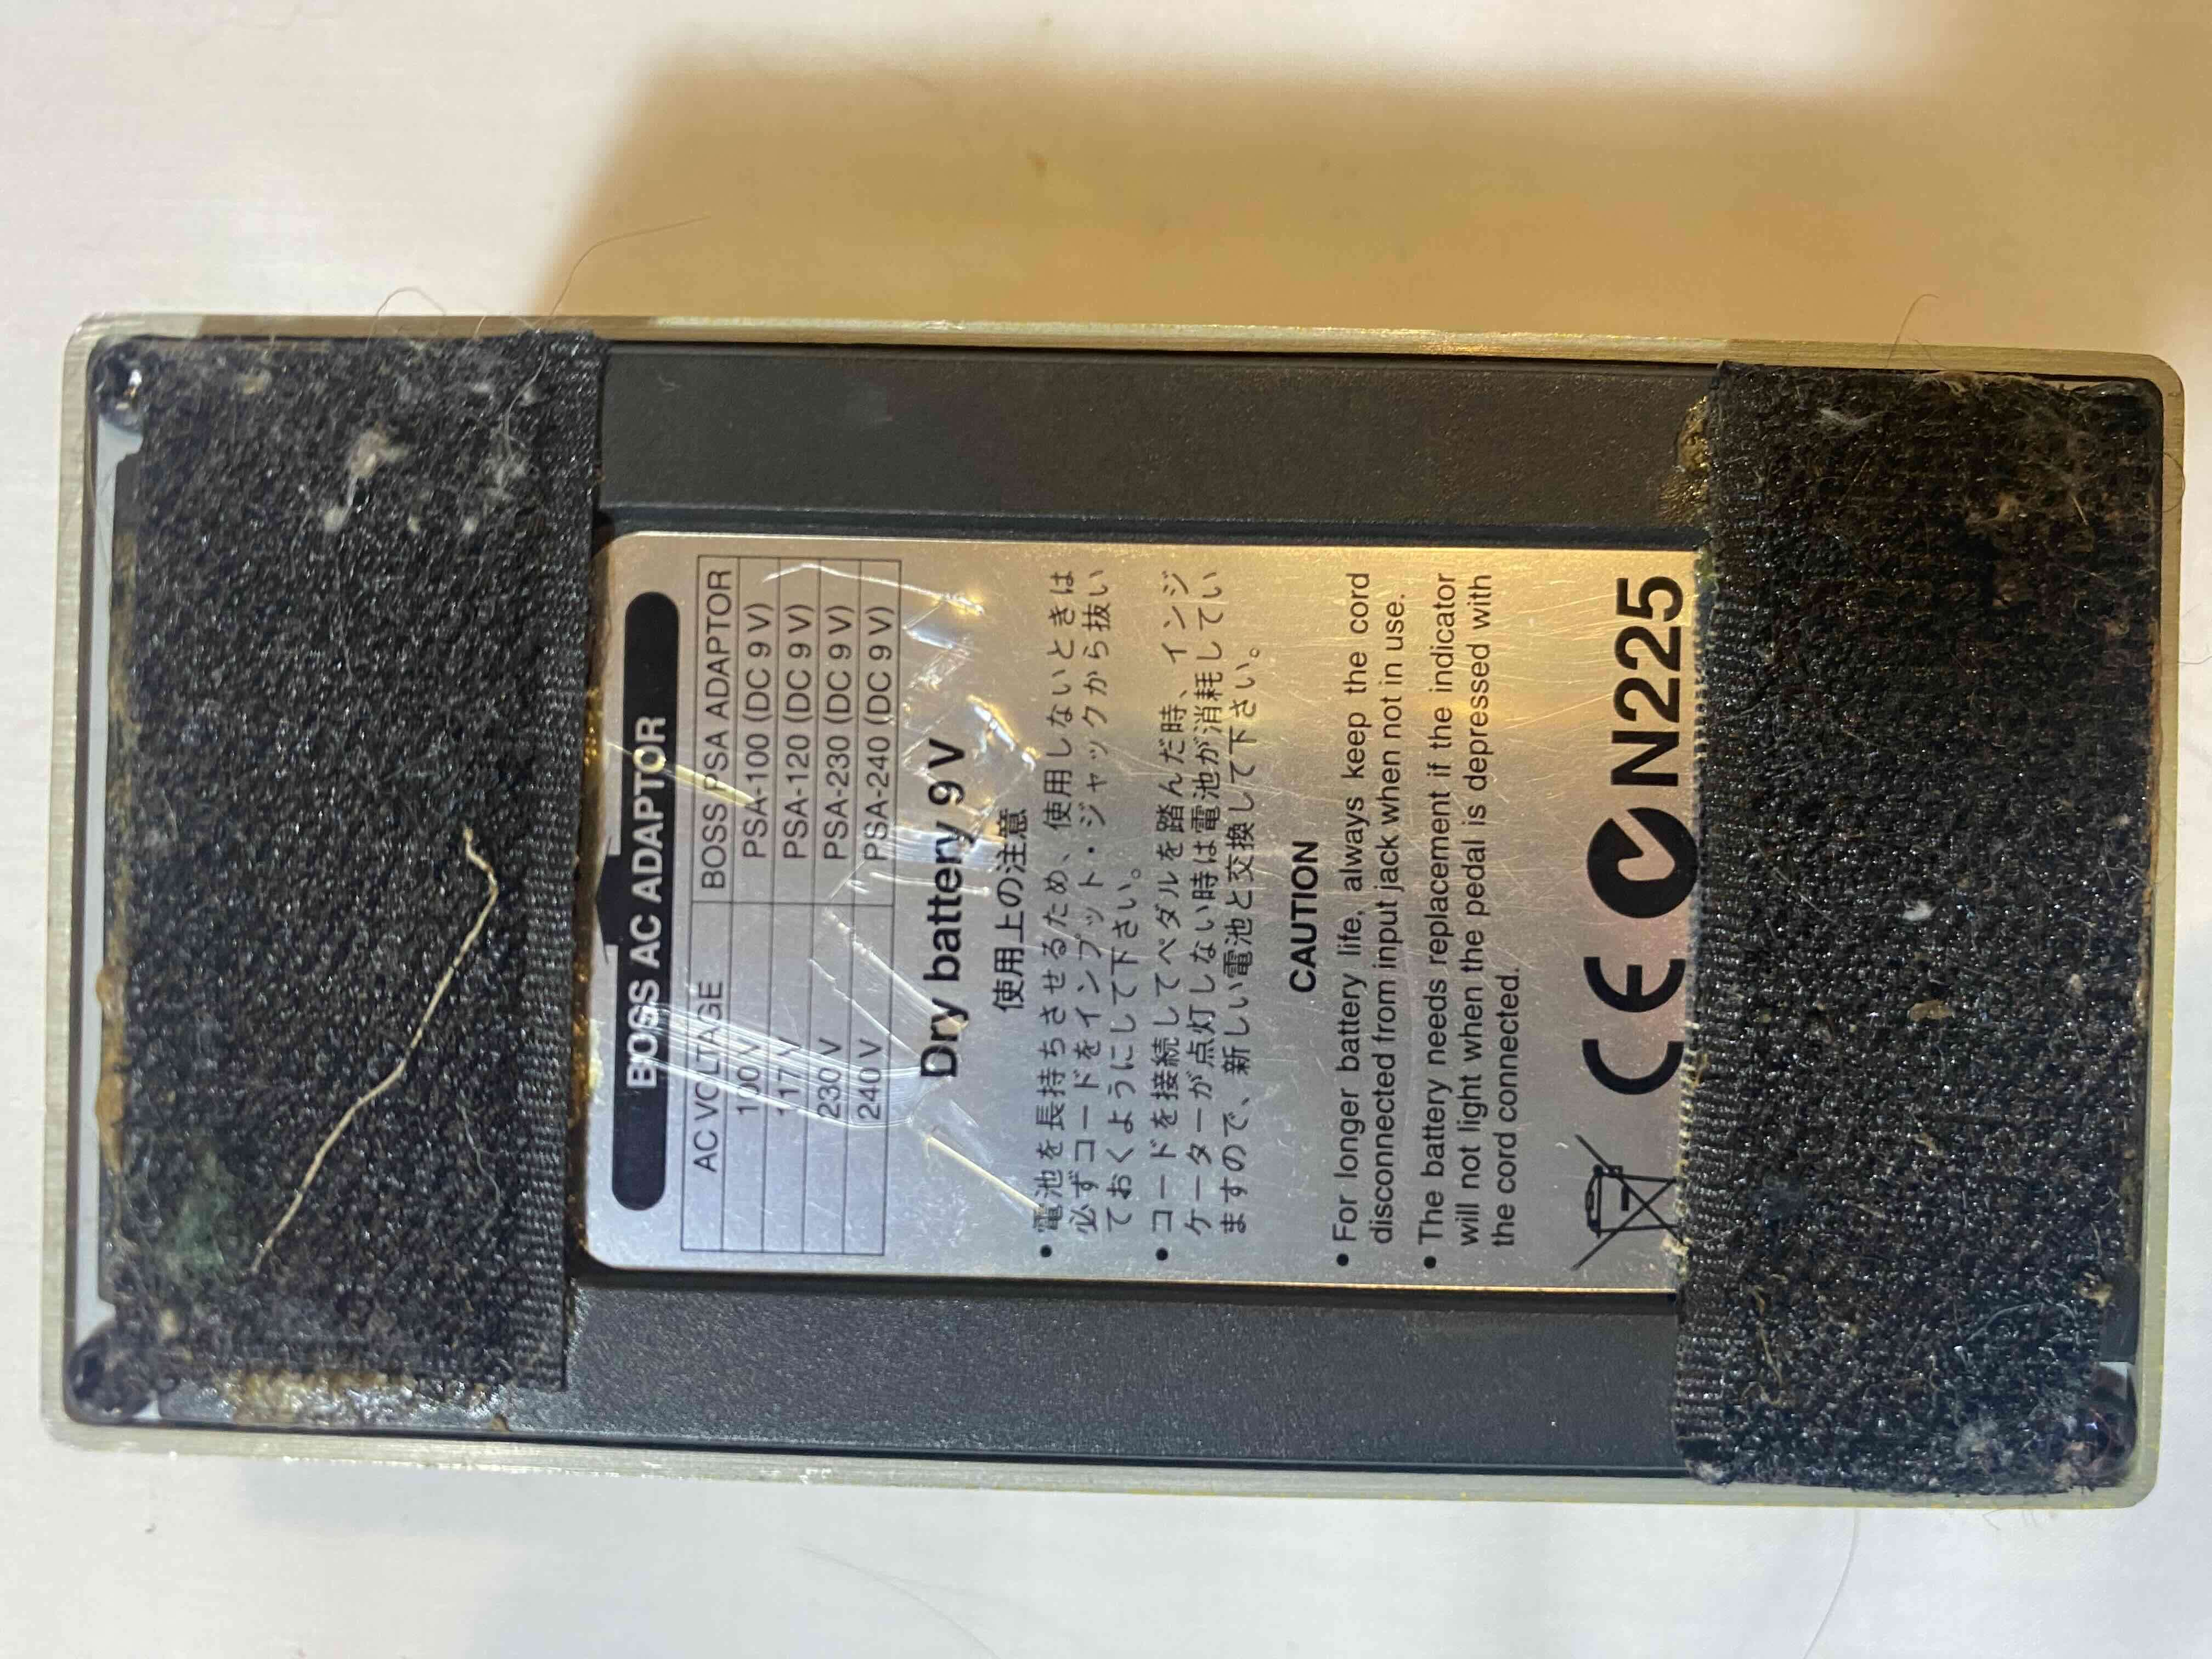 BOSS AC ADAPTOR
AC VOLTAGE BOSS PSA ADAPTOR
100 V PSA-100 (DC 9 V)
117 V PSA-120 (DC 9 V)
230 V PSA-230 (DC 9 V)
240 V PSA-240 (DC 9 V)
Dry battery 9V
使用上の注意
• 電池を長持ちさせるため、使用しないときは
必ずコードをインプット・ジャックから抜い
ておくようにして下さい。
• コードを接続してペダルを踏んだ時、インジ
ケーターが点灯しない時は電池が消耗してい
ますので、新しい電池と交換して下さい。
CAUTION
• For longer battery life, always keep the cord
disconnected from input jack when not in use.
• The battery needs replacement if the indicator
will not light when the pedal is depressed with
the cord connected.
CE N225